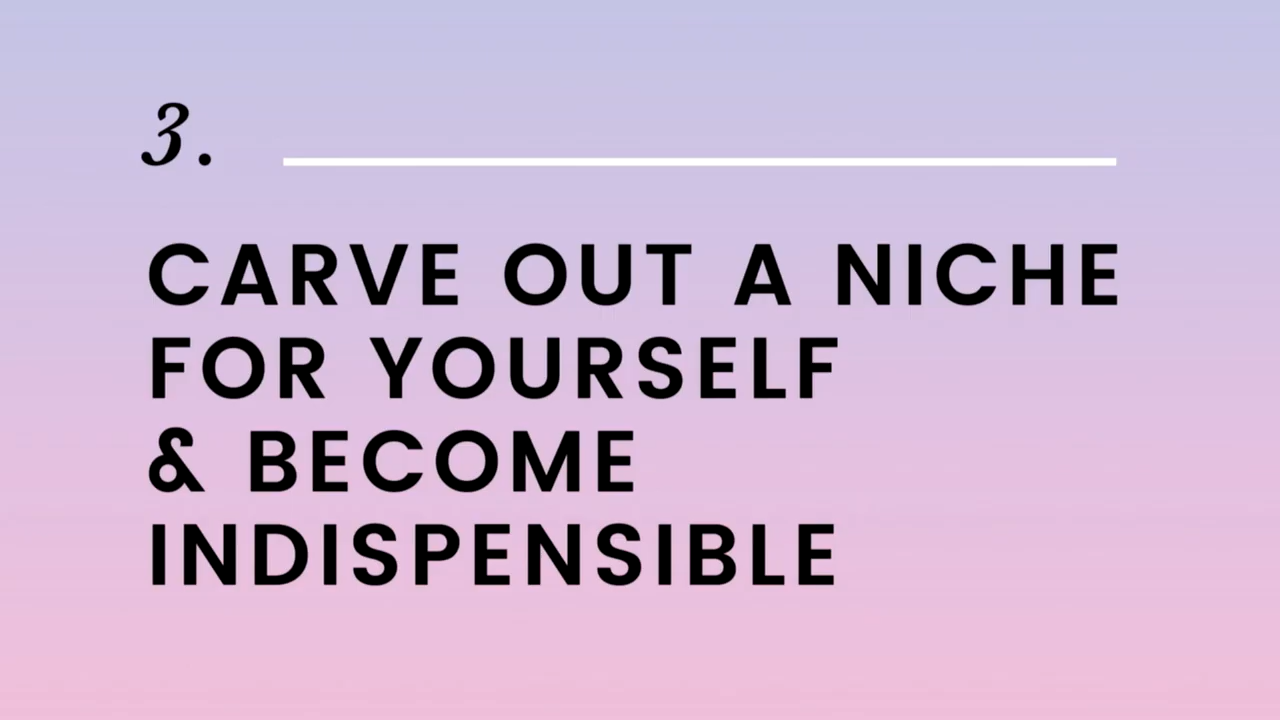 3.
CARVE OUT A NICHE
FOR YOURSELF
& BECOME
INDISPENSIBLE